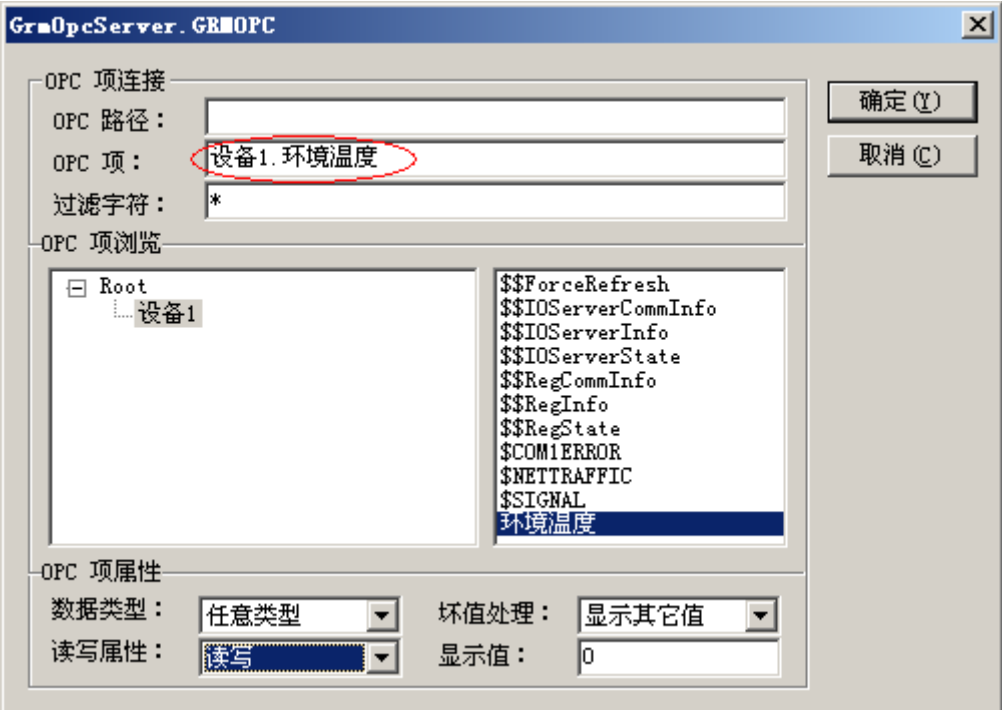 GrmOpcServer.GRMOPC
OPC 项连接
OPC 路径：
OPC 项： 设备1.环境温度
过滤字符： *
确定(Y)
取消(C)
OPC 项浏览
Root
设备1
$$ForceRefresh
$$IOServerCommInfo
$$IOServerInfo
$$IOServerState
$$RegCommInfo
$$RegInfo
$$RegState
$COM1ERROR
$NETTRAFFIC
$SIGNAL
环境温度
OPC 项属性
数据类型： 任意类型 坏值处理： 显示其它值
读写属性： 读写 显示值： 0